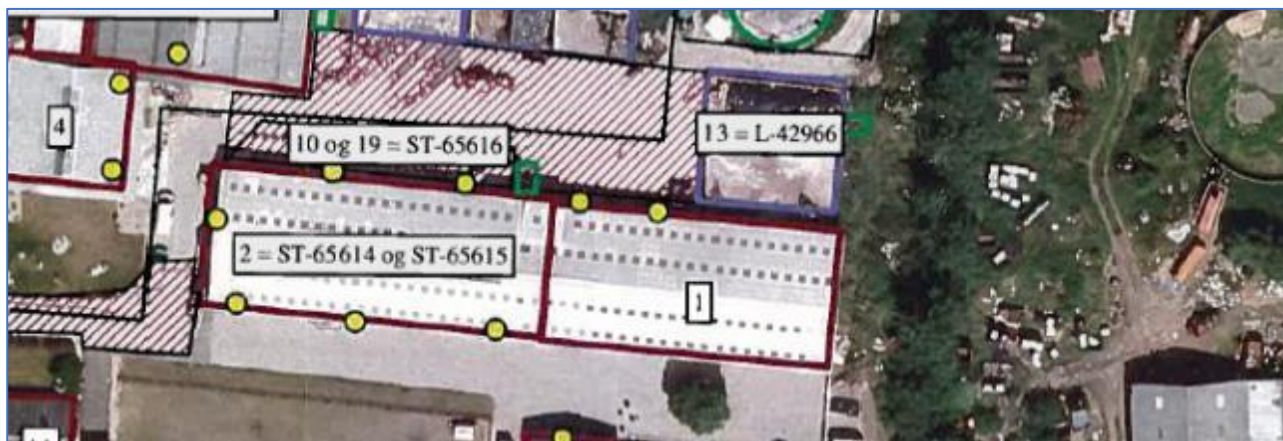 4
10 og 19 = ST-65616
13 = L-42966
2 = ST-65614 og ST-65615
1